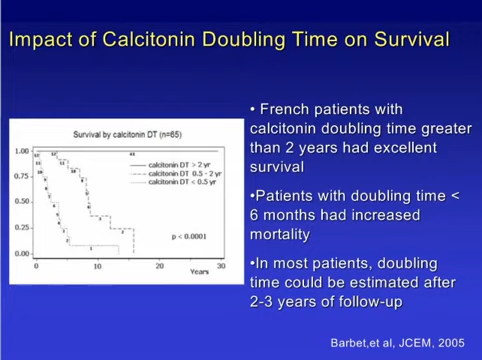 Impact of Calcitonin Doubling Time on Survival
Survival by calcitonin DT (n=65)
1.00
0.75
0.50
0.25
0.00
calcitonin DT > 2 yr
calcitonin DT 0.5 - 2 yr
calcitonin DT < 0.5 yr
p < 0.0001
0
10
20
30
Years
• French patients with
calcitonin doubling time greater
than 2 years had excellent
survival
•Patients with doubling time <
6 months had increased
mortality
•In most patients, doubling
time could be estimated after
2-3 years of follow-up
Barbet,et al, JCEM, 2005